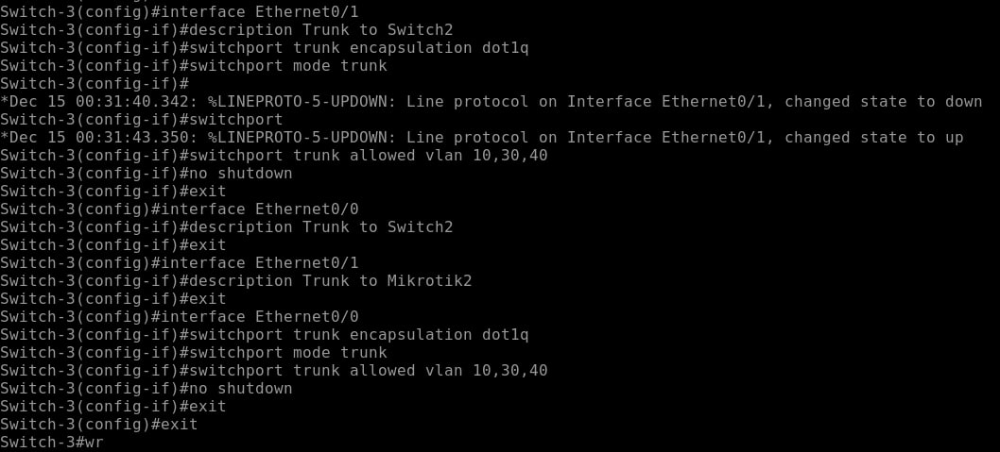 Switch-3(config)#interface Ethernet0/1
Switch-3(config-if)#description Trunk to Switch2
Switch-3(config-if)#switchport trunk encapsulation dot1q
Switch-3(config-if)#switchport mode trunk
Switch-3(config-if)#
*Dec 15 00:31:40.342: %LINEPROTO-5-UPDOWN: Line protocol on Interface Ethernet0/1, changed state to down
Switch-3(config-if)#switchport
*Dec 15 00:31:43.350: %LINEPROTO-5-UPDOWN: Line protocol on Interface Ethernet0/1, changed state to up
Switch-3(config-if)#switchport trunk allowed vlan 10,30,40
Switch-3(config-if)#no shutdown
Switch-3(config-if)#exit
Switch-3(config)#interface Ethernet0/0
Switch-3(config-if)#description Trunk to Switch2
Switch-3(config-if)#exit
Switch-3(config)#interface Ethernet0/1
Switch-3(config-if)#description Trunk to Mikrotik2
Switch-3(config-if)#exit
Switch-3(config)#interface Ethernet0/0
Switch-3(config-if)#switchport trunk encapsulation dot1q
Switch-3(config-if)#switchport mode trunk
Switch-3(config-if)#switchport trunk allowed vlan 10,30,40
Switch-3(config-if)#no shutdown
Switch-3(config-if)#exit
Switch-3(config)#exit
Switch-3#wr